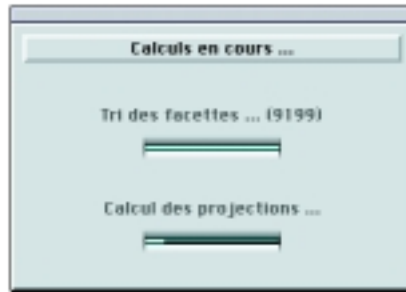 Calculs en cours ...
Tri des facettes ... (9199)
Calcul des projections ...